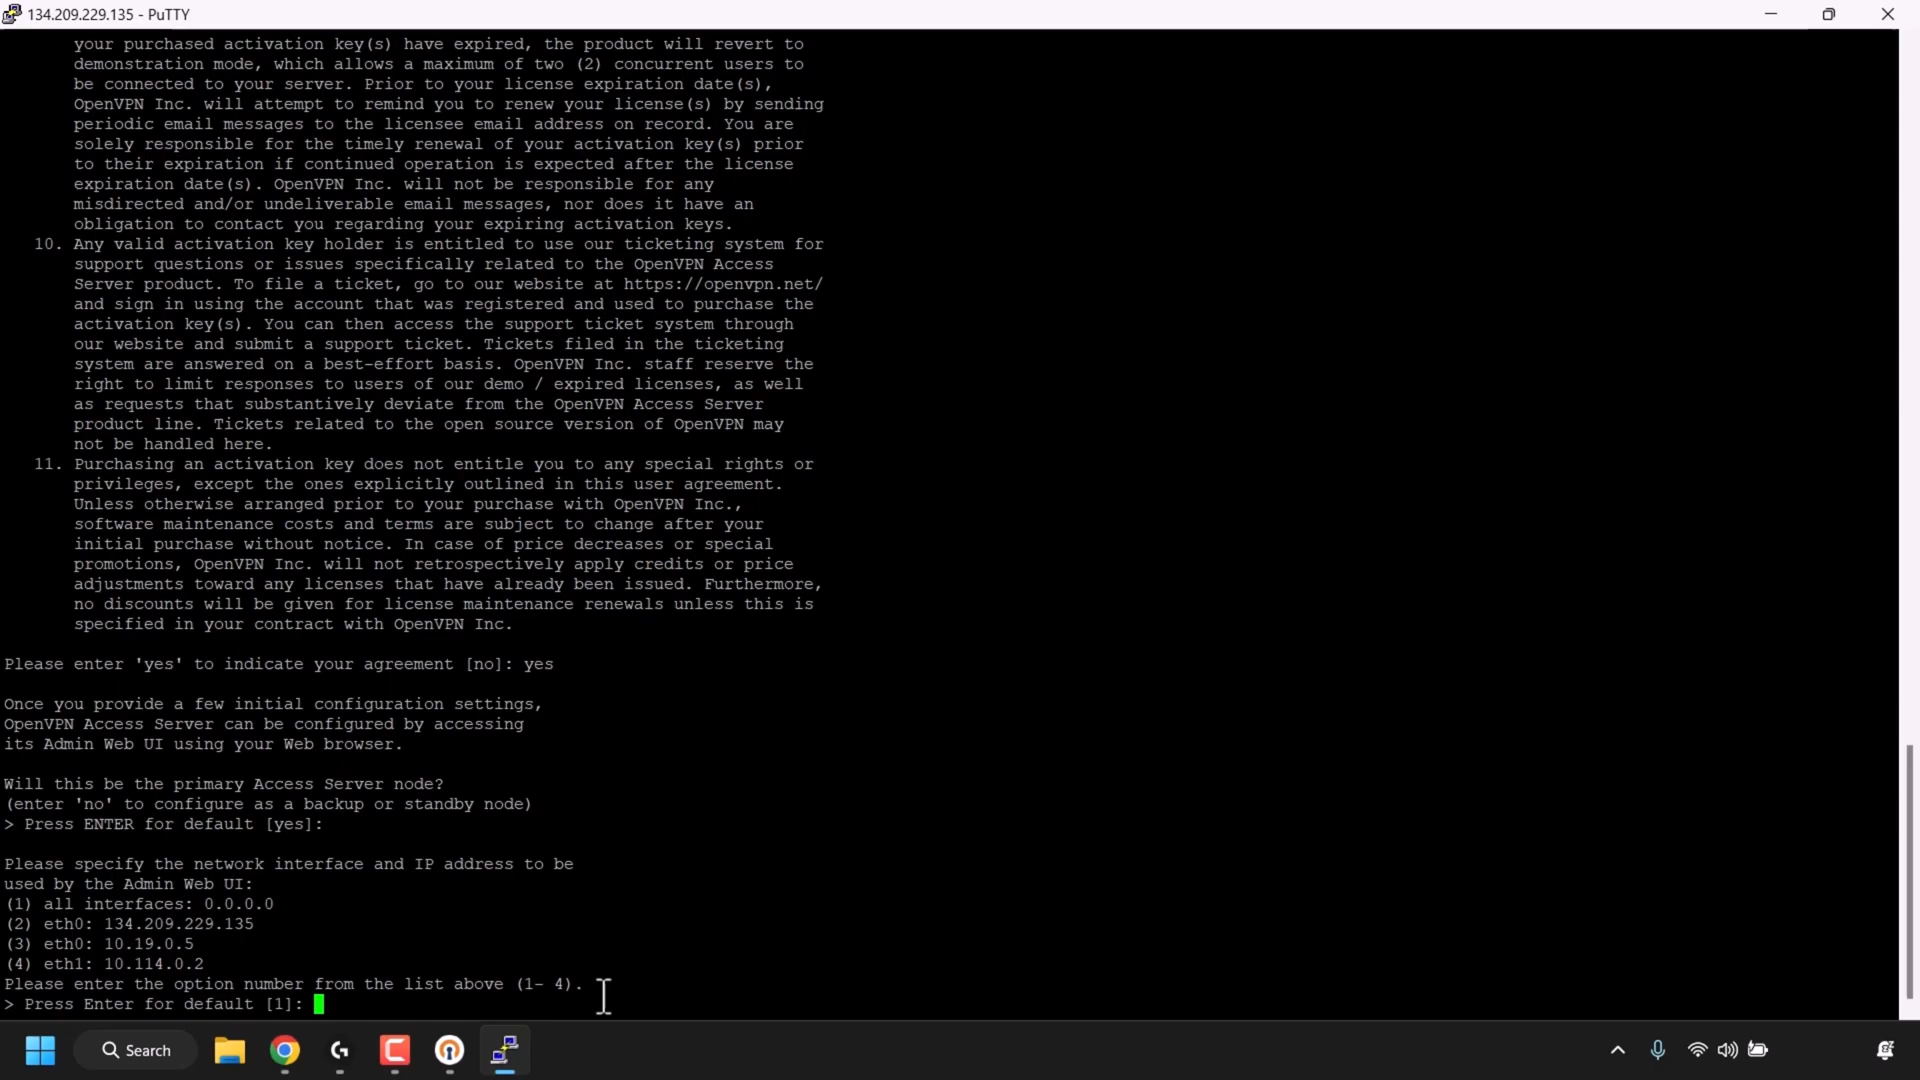 134.209.229.135 - PuTTY
your purchased activation key(s) have expired, the product will revert to
demonstration mode, which allows a maximum of two (2) concurrent users to
be connected to your server. Prior to your license expiration date(s),
OpenVPN Inc. will attempt to remind you to renew your license(s) by sending
periodic email messages to the licensee email address on record. You are
solely responsible for the timely renewal of your activation key(s) prior
to their expiration if continued operation is expected after the license
expiration date(s). OpenVPN Inc. will not be responsible for any
misdirected and/or undeliverable email messages, nor does it have an
obligation to contact you regarding your expiring activation keys.
10. Any valid activation key holder is entitled to use our ticketing system for
support questions or issues specifically related to the OpenVPN Access
Server product. To file a ticket, go to our website at https://openvpn.net/
and sign in using the account that was registered and used to purchase the
activation key(s). You can then access the support ticket system through
our website and submit a support ticket. Tickets filed in the ticketing
system are answered on a best-effort basis. OpenVPN Inc. staff reserve the
right to limit responses to users of our demo / expired licenses, as well
as requests that substantively deviate from the OpenVPN Access Server
product line. Tickets related to the open source version of OpenVPN may
not be handled here.
11. Purchasing an activation key does not entitle you to any special rights or
privileges, except the ones explicitly outlined in this user agreement.
Unless otherwise arranged prior to your purchase with OpenVPN Inc.,
software maintenance costs and terms are subject to change after your
initial purchase without notice. In case of price decreases or special
promotions, OpenVPN Inc. will not retrospectively apply credits or price
adjustments toward any licenses that have already been issued. Furthermore,
no discounts will be given for license maintenance renewals unless this is
specified in your contract with OpenVPN Inc.
Please enter 'yes' to indicate your agreement [no]: yes
Once you provide a few initial configuration settings,
OpenVPN Access Server can be configured by accessing
its Admin Web UI using your Web browser.
Will this be the primary Access Server node?
(enter 'no' to configure as a backup or standby node)
> Press ENTER for default [yes]:
Please specify the network interface and IP address to be
used by the Admin Web UI:
(1) all interfaces: 0.0.0.0
(2) eth0: 134.209.229.135
(3) eth0: 10.19.0.5
(4) eth1: 10.114.0.2
Please enter the option number from the list above (1- 4).
> Press Enter for default [1]:
Search